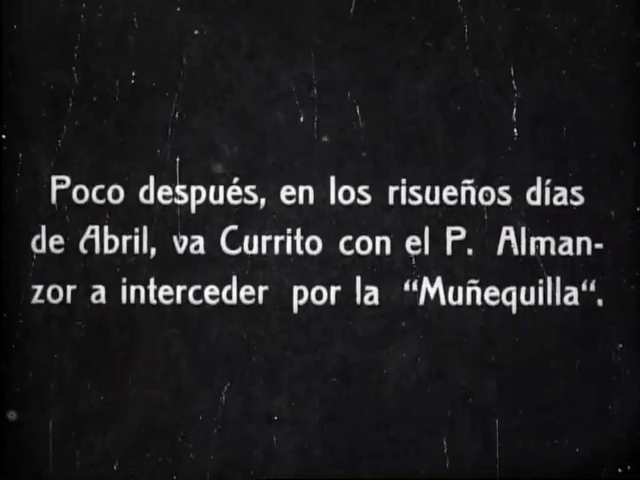 Poco después, en los risueños días
de Abril, va Currito con el P. Alman-
zor a interceder por la “Muñequilla“.